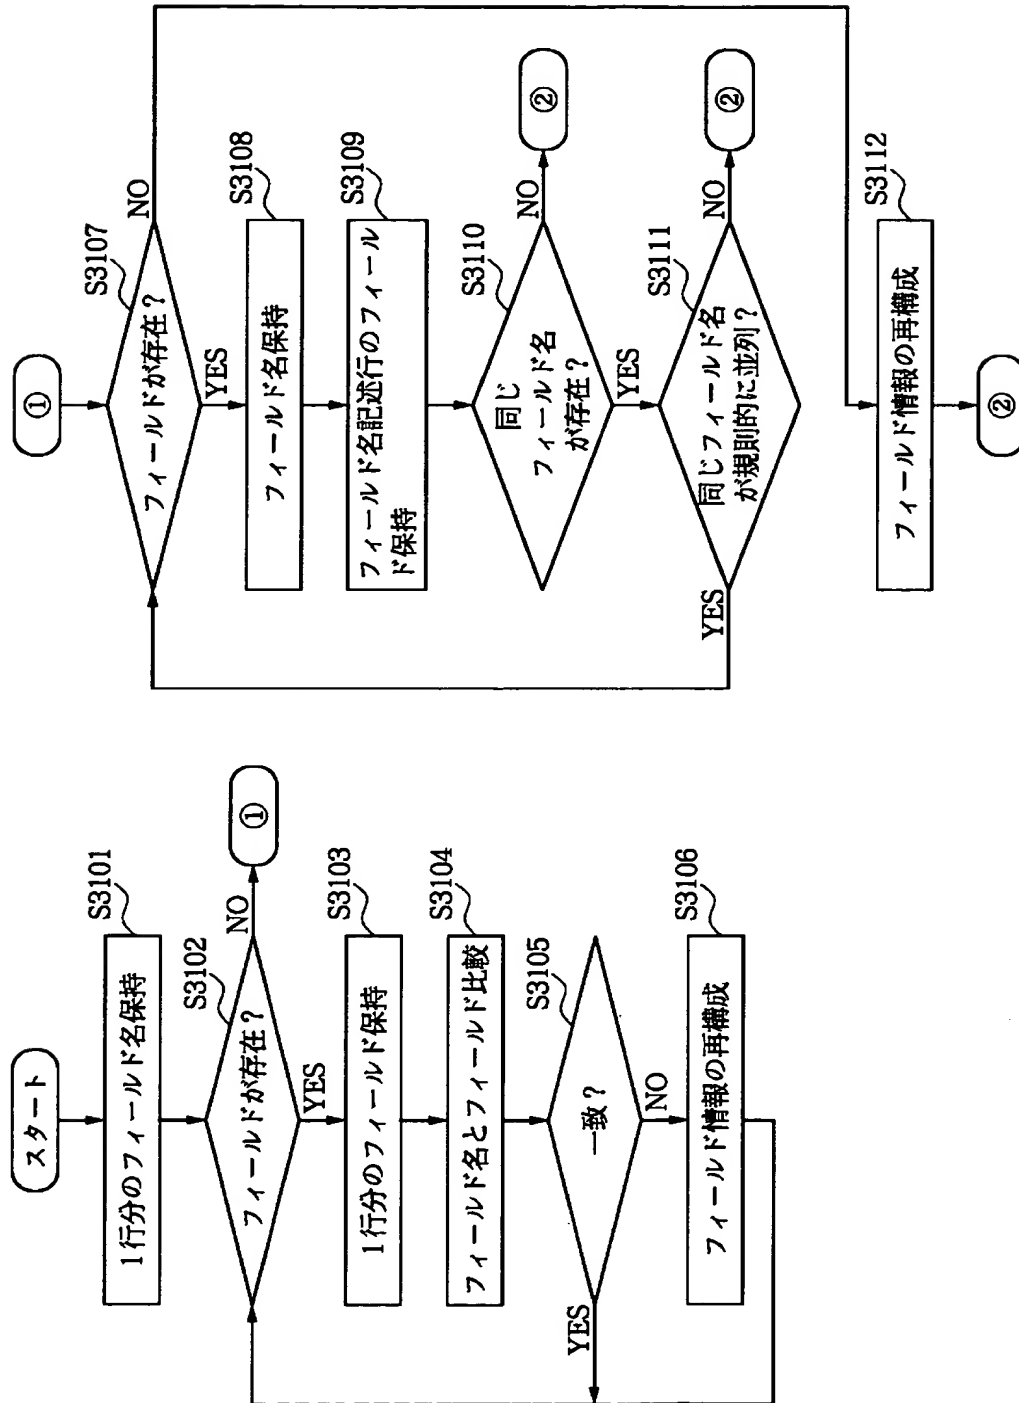 スタート
S3101
1行分のフィールド名保持
S3102
フィールドが存在？
NO
①
YES
S3103
1行分のフィールド保持
S3104
フィールド名とフィールド比較
S3105
一致？
YES
NO
S3106
フィールド情報の再構成
①
S3107
フィールドが存在？
NO
YES
S3108
フィールド名保持
S3109
フィールド名記述行のフィール
ド保持
S3110
同じ
フィールド名
が存在？
NO
②
YES
S3111
同じフィールド名
が規則的に並列？
NO
②
YES
S3112
フィールド情報の再構成
②